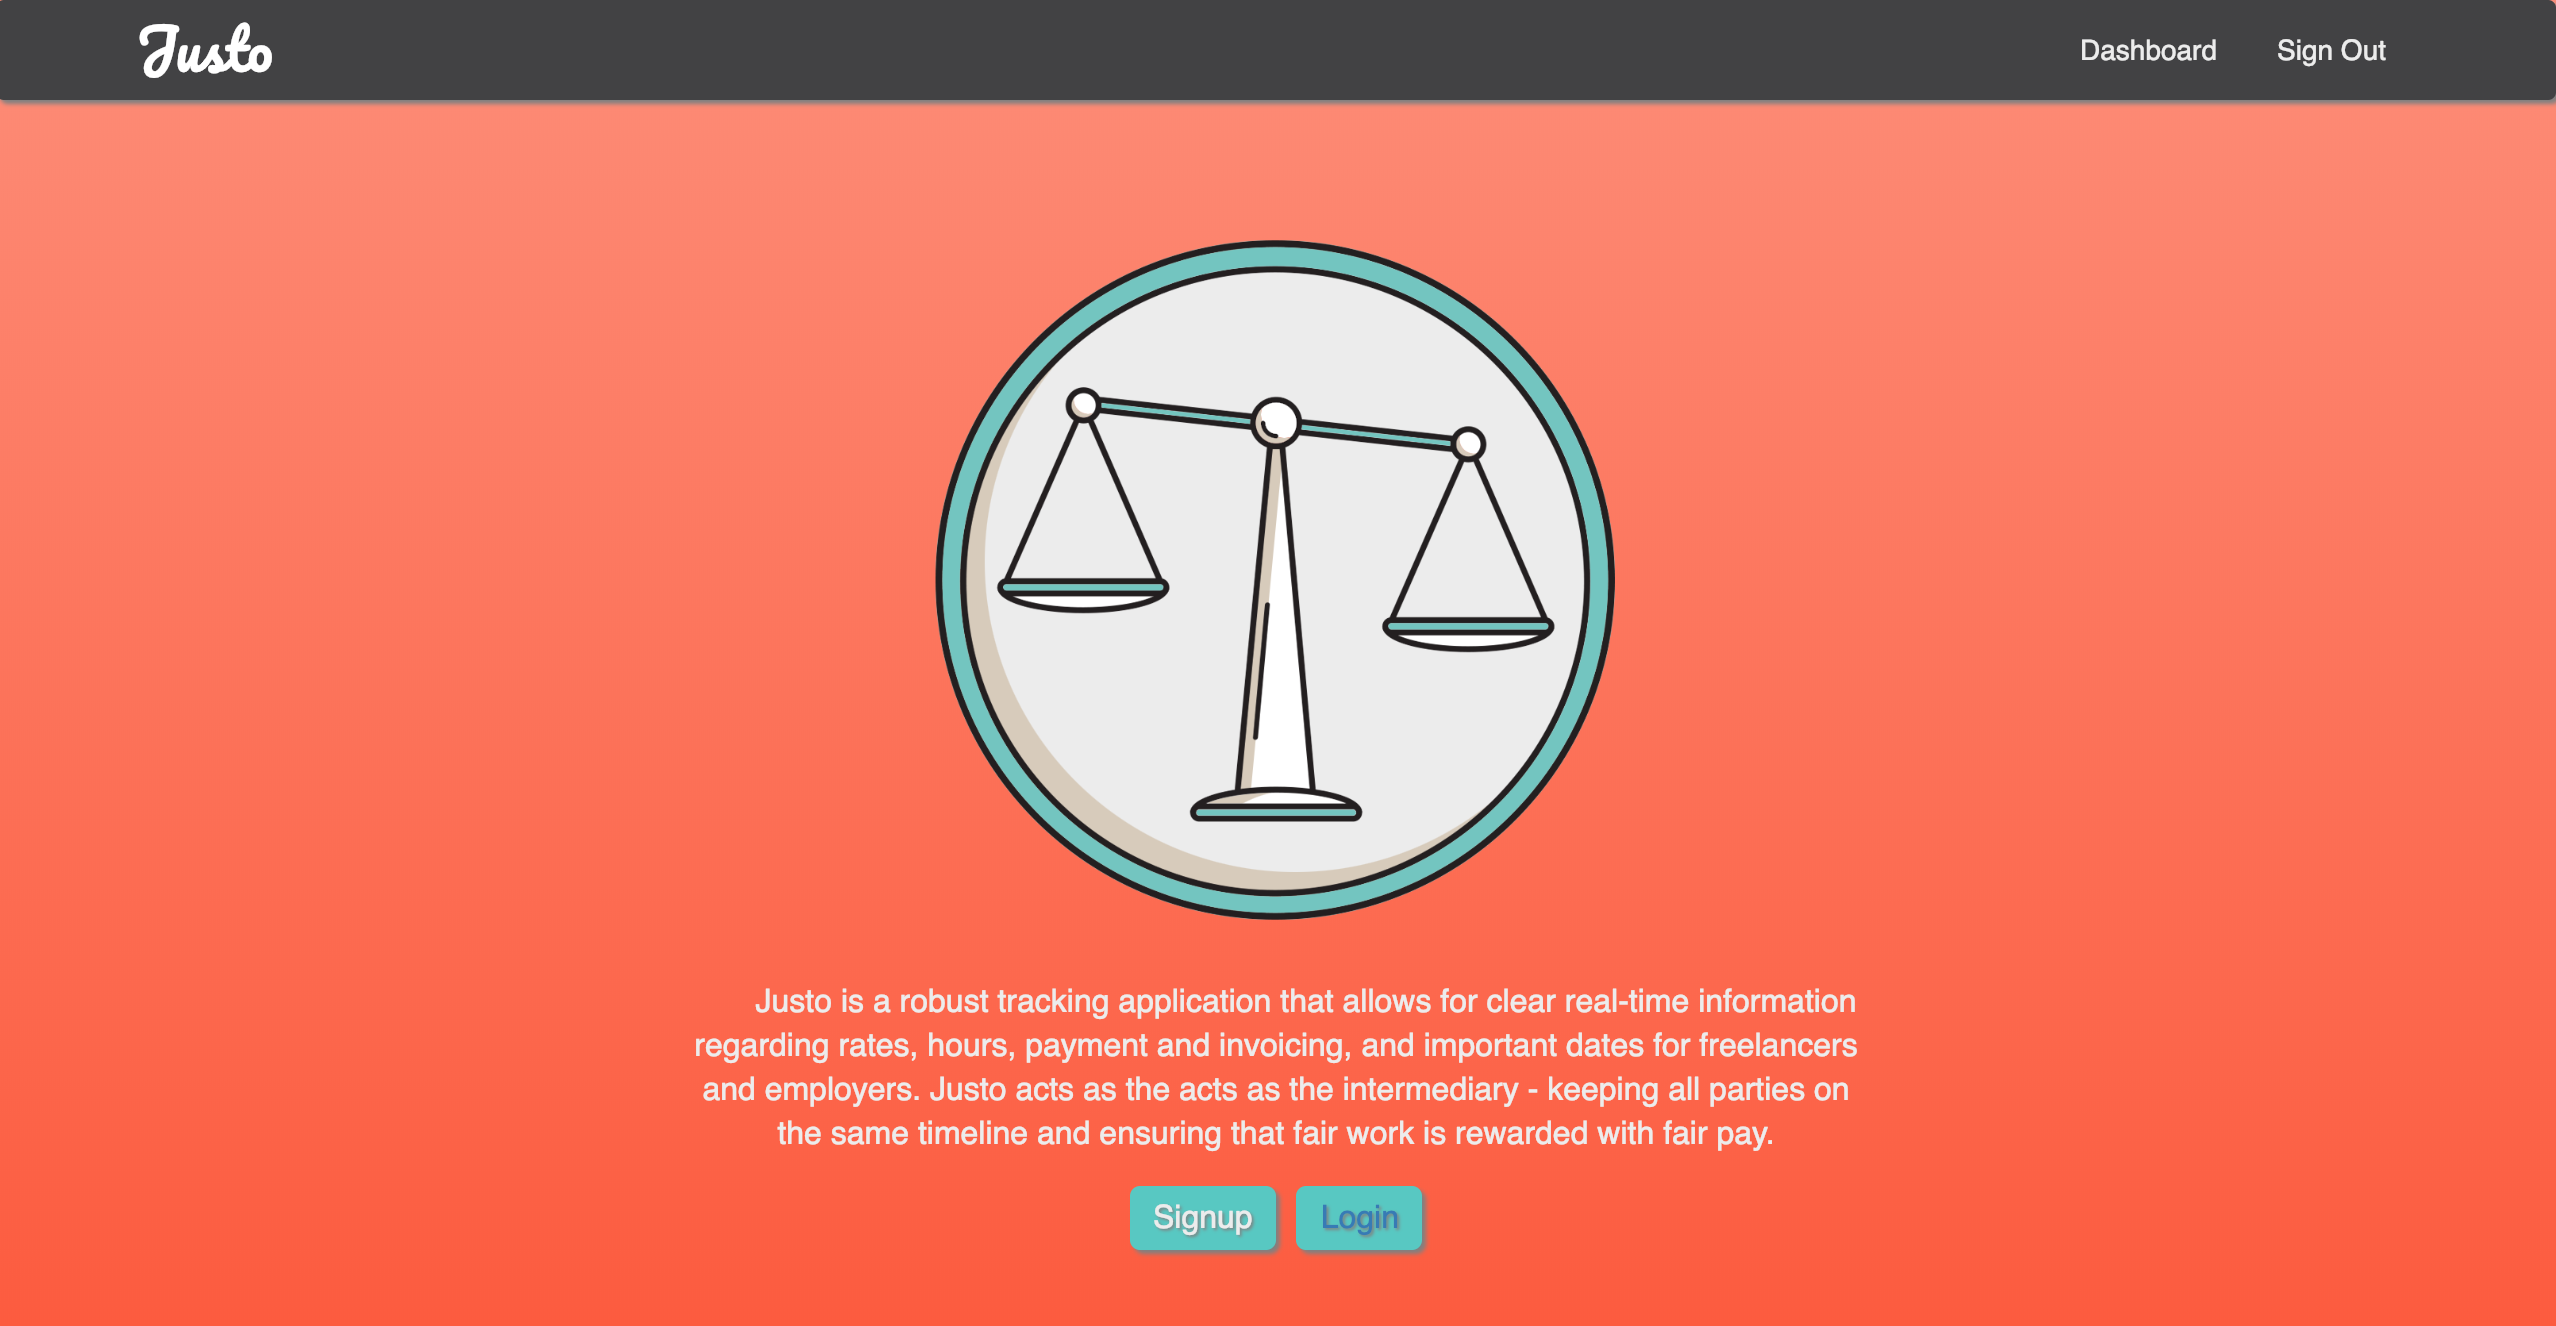 Justo
Dashboard
Sign Out
Justo is a robust tracking application that allows for clear real-time information
regarding rates, hours, payment and invoicing, and important dates for freelancers
and employers. Justo acts as the acts as the intermediary - keeping all parties on
the same timeline and ensuring that fair work is rewarded with fair pay.
Signup
Login